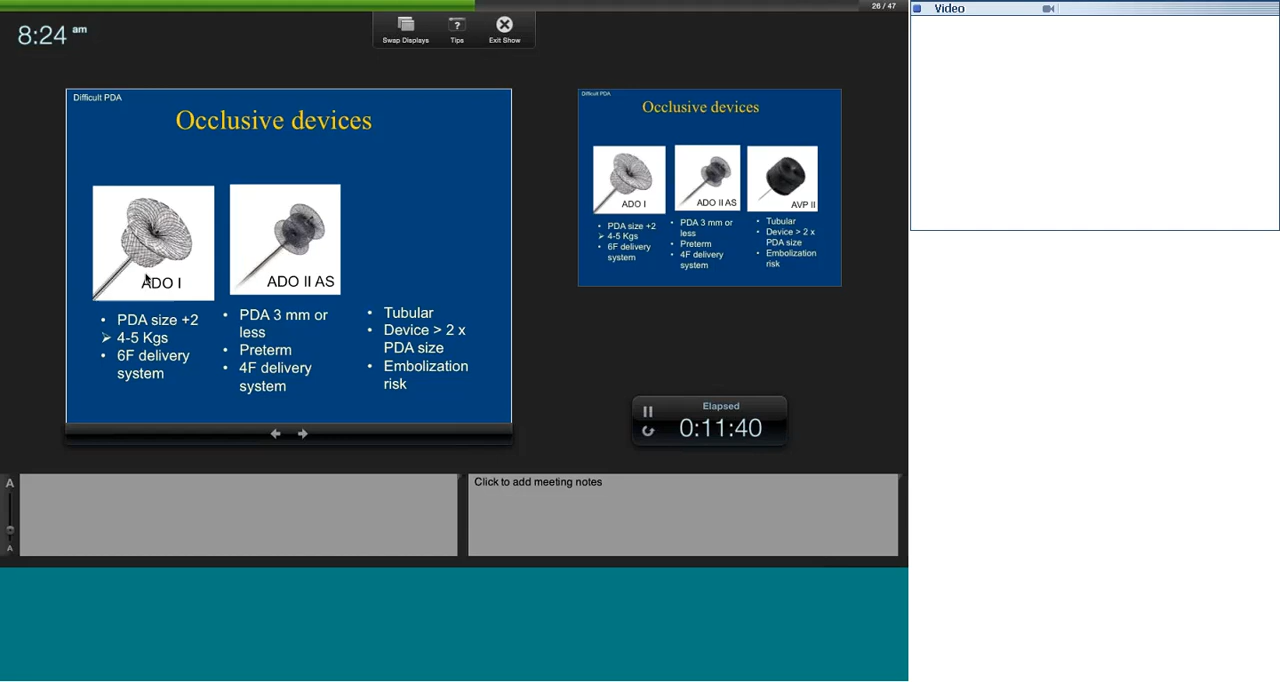 26 / 47
Video
8:24 am
Swap Displays
Tips
Exit Show
Difficult PDA
Occlusive devices
ADO I
ADO II AS
• PDA size +2
➢ 4-5 Kgs
• 6F delivery
system
• PDA 3 mm or
less
• Preterm
• 4F delivery
system
• Tubular
• Device > 2 x
PDA size
• Embolization
risk
Difficult PDA
Occlusive devices
ADO I
ADO II AS
AVP II
• PDA size +2
➢ 4-5 Kgs
• 6F delivery
system
• PDA 3 mm or
less
• Preterm
• 4F delivery
system
• Tubular
• Device > 2 x
PDA size
• Embolization
risk
Elapsed
0:11:40
A
A
Click to add meeting notes